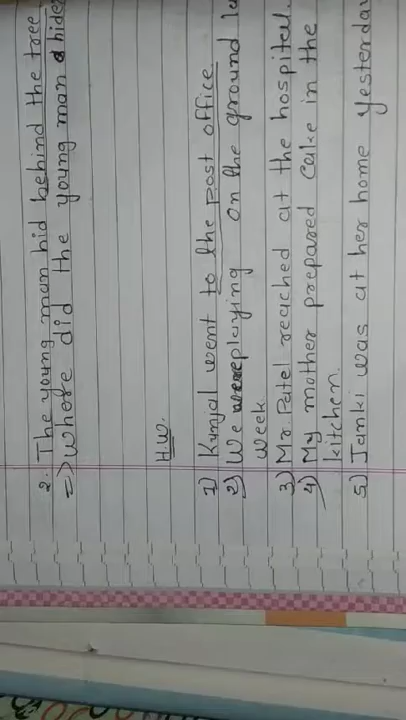 2. The young man hid behind the tree
=> Where did the young man hide
H.W.
1) Kunjal went to the post office
2) We were playing on the ground la
week.
3) Mr. Patel reached at the hospital.
4) My mother prepared cake in the
kitchen.
5) Janki was at her home yesterday